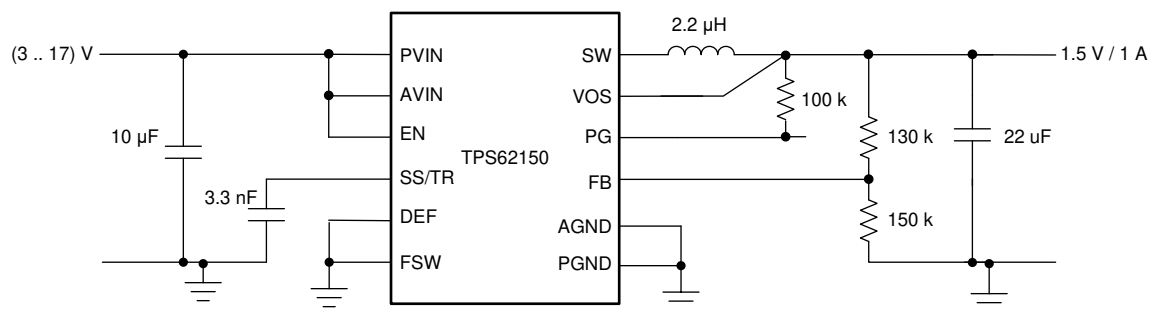 2.2 µH
(3 .. 17) V
PVIN
SW
1.5 V / 1 A
AVIN
VOS
100 k
10 µF
EN
PG
130 k
22 uF
TPS62150
3.3 nF
SS/TR
FB
DEF
AGND
150 k
FSW
PGND